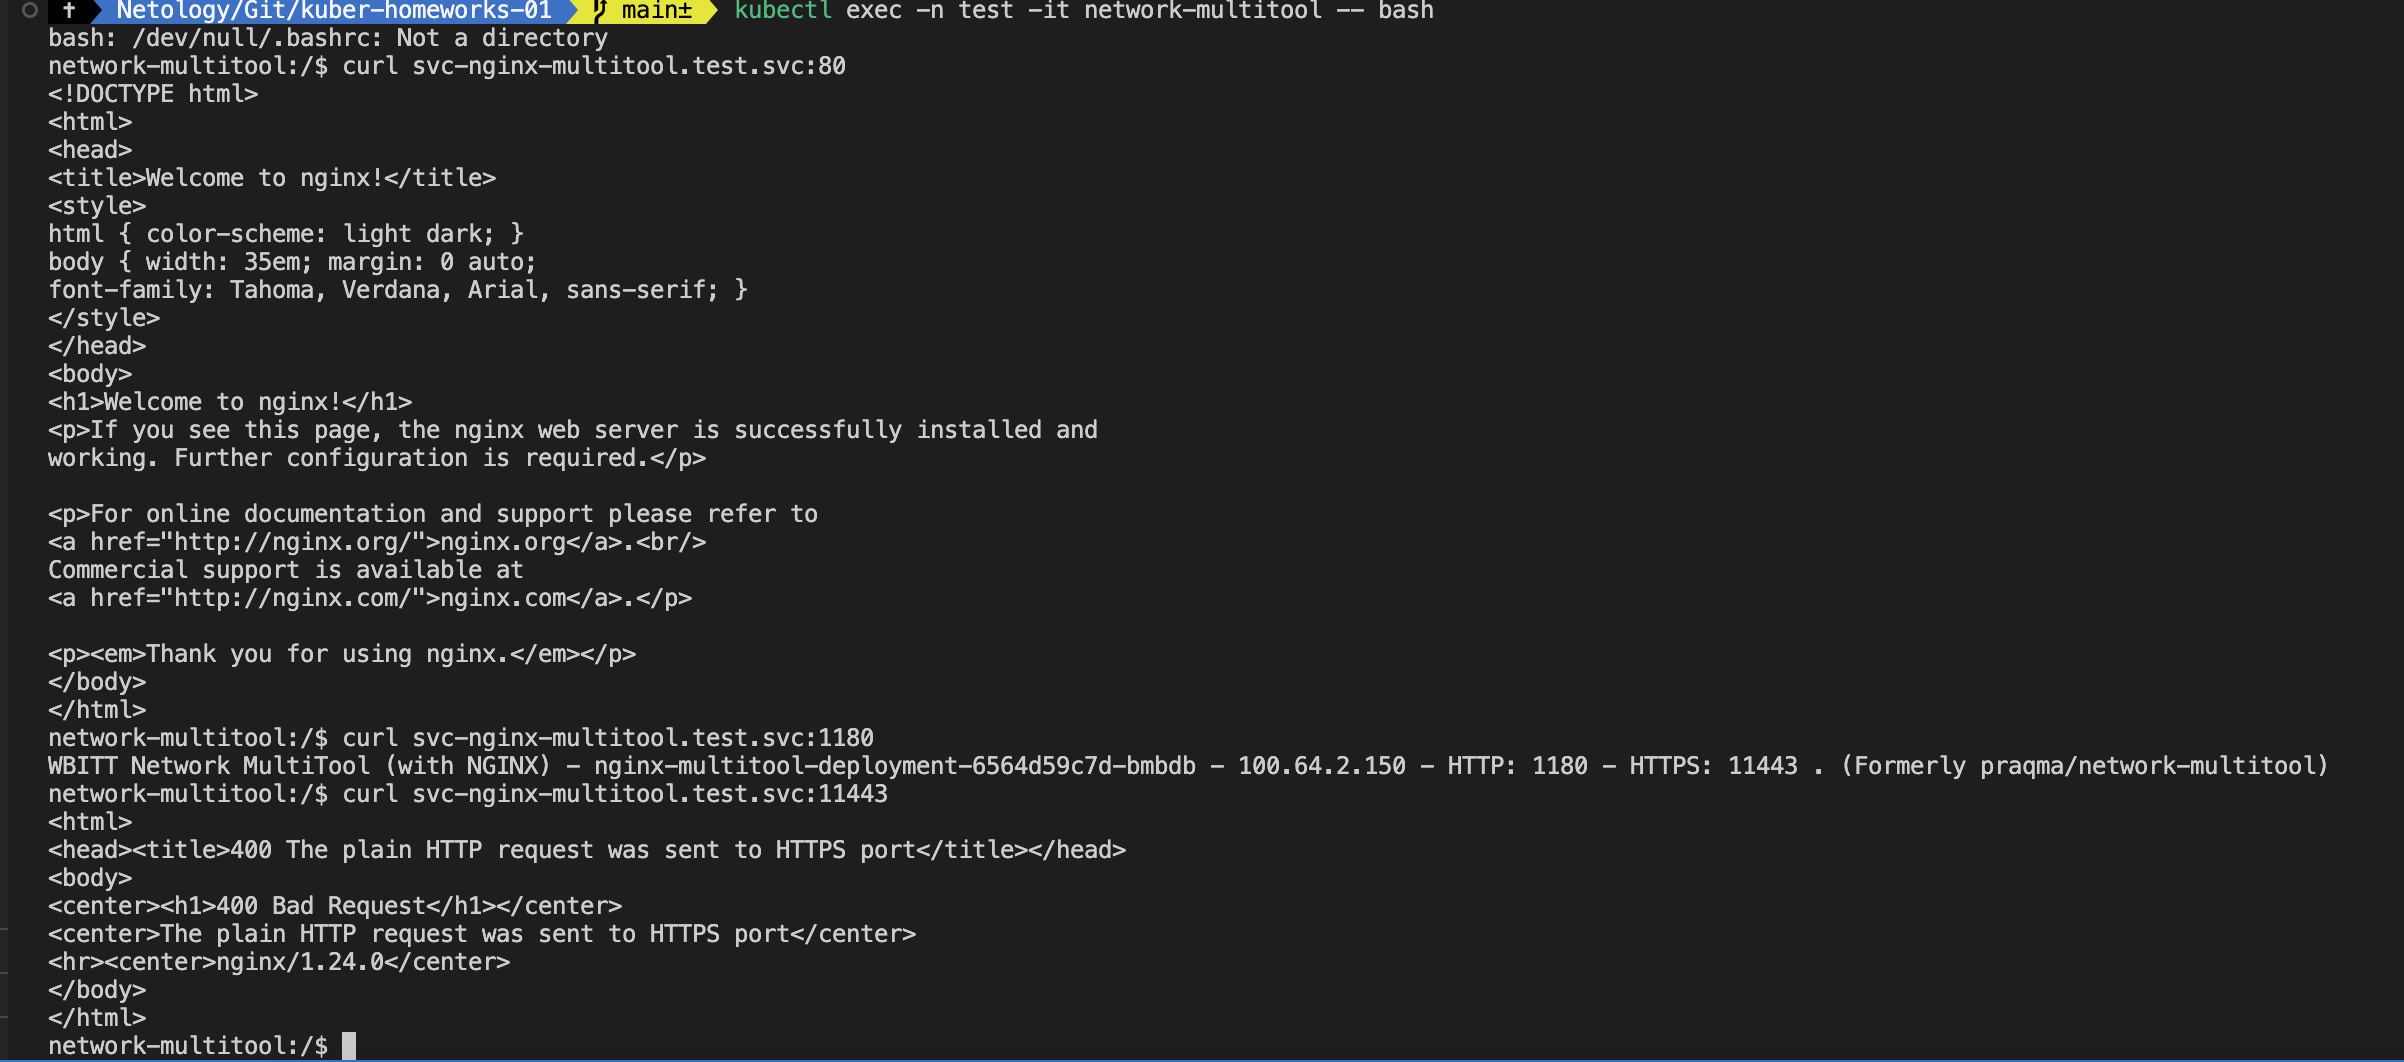 ✝ Netology/Git/kuber-homeworks-01 main± kubectl exec -n test -it network-multitool -- bash
bash: /dev/null/.bashrc: Not a directory
network-multitool:/$ curl svc-nginx-multitool.test.svc:80
<!DOCTYPE html>
<html>
<head>
<title>Welcome to nginx!</title>
<style>
html { color-scheme: light dark; }
body { width: 35em; margin: 0 auto;
font-family: Tahoma, Verdana, Arial, sans-serif; }
</style>
</head>
<body>
<h1>Welcome to nginx!</h1>
<p>If you see this page, the nginx web server is successfully installed and
working. Further configuration is required.</p>

<p>For online documentation and support please refer to
<a href="http://nginx.org/">nginx.org</a>.<br/>
Commercial support is available at
<a href="http://nginx.com/">nginx.com</a>.</p>

<p><em>Thank you for using nginx.</em></p>
</body>
</html>
network-multitool:/$ curl svc-nginx-multitool.test.svc:1180
WBITT Network MultiTool (with NGINX) - nginx-multitool-deployment-6564d59c7d-bmbdb - 100.64.2.150 - HTTP: 1180 - HTTPS: 11443 . (Formerly praqma/network-multitool)
network-multitool:/$ curl svc-nginx-multitool.test.svc:11443
<html>
<head><title>400 The plain HTTP request was sent to HTTPS port</title></head>
<body>
<center><h1>400 Bad Request</h1></center>
<center>The plain HTTP request was sent to HTTPS port</center>
<hr><center>nginx/1.24.0</center>
</body>
</html>
network-multitool:/$